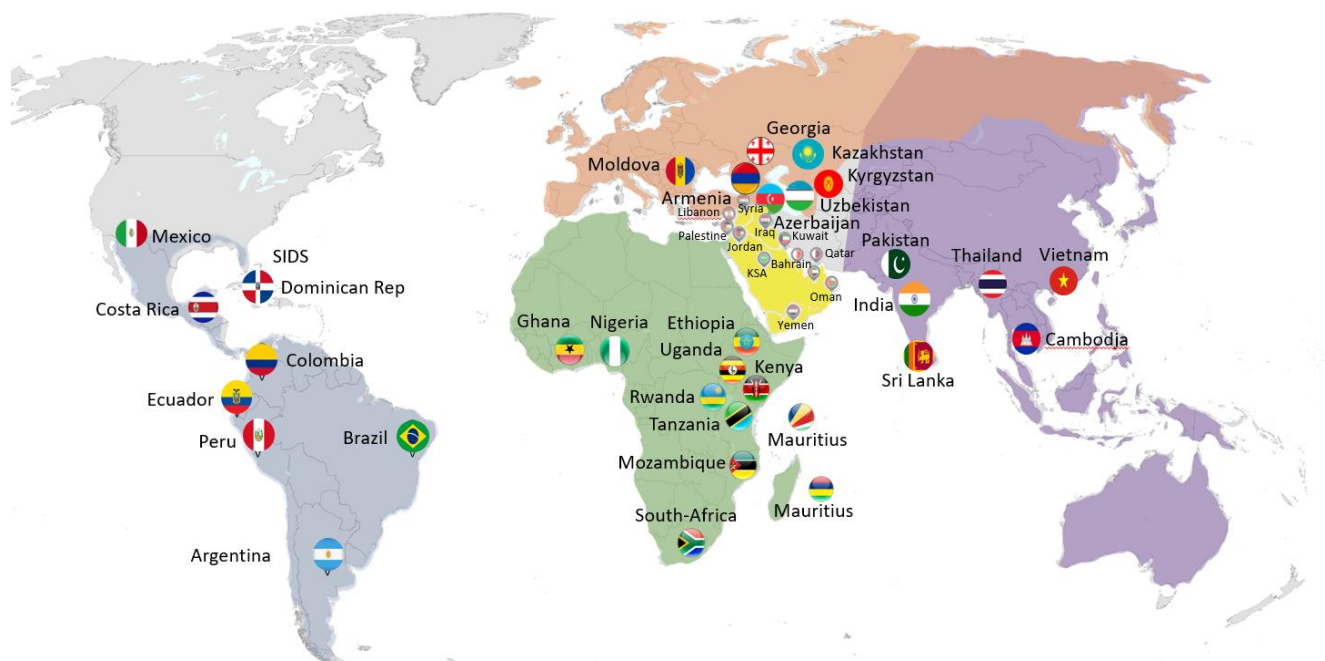 Georgia
Kazakhstan
Moldova
Kyrgyzstan
Armenia
Uzbekistan
Syria
Libanon
Azerbaijan
Iraq
Palestine
Kuwait
Jordan
Mexico
Pakistan
Qatar
Bahrain
Thailand
Vietnam
SIDS
KSA
Dominican Rep
Oman
India
Costa Rica
Yemen
Ghana
Nigeria
Ethiopia
Cambodja
Uganda
Colombia
Kenya
Sri Lanka
Ecuador
Rwanda
Tanzania
Peru
Brazil
Mauritius
Mozambique
Mauritius
South-Africa
Argentina